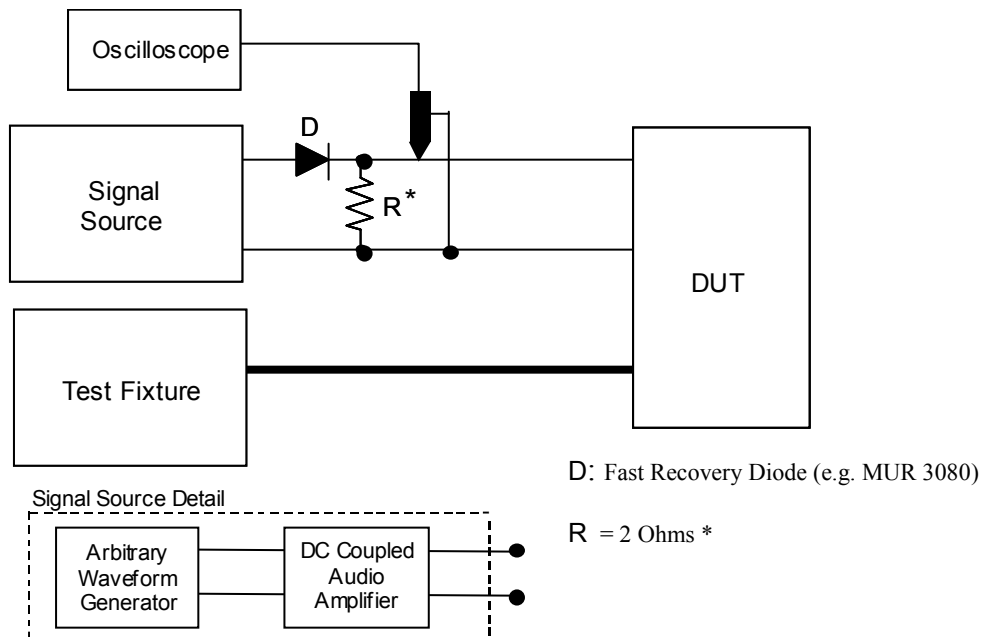 Oscilloscope
D
Signal
Source
R*
DUT
Test Fixture
D: Fast Recovery Diode (e.g. MUR 3080)
R = 2 Ohms *
Signal Source Detail
Arbitrary
Waveform
Generator
DC Coupled
Audio
Amplifier